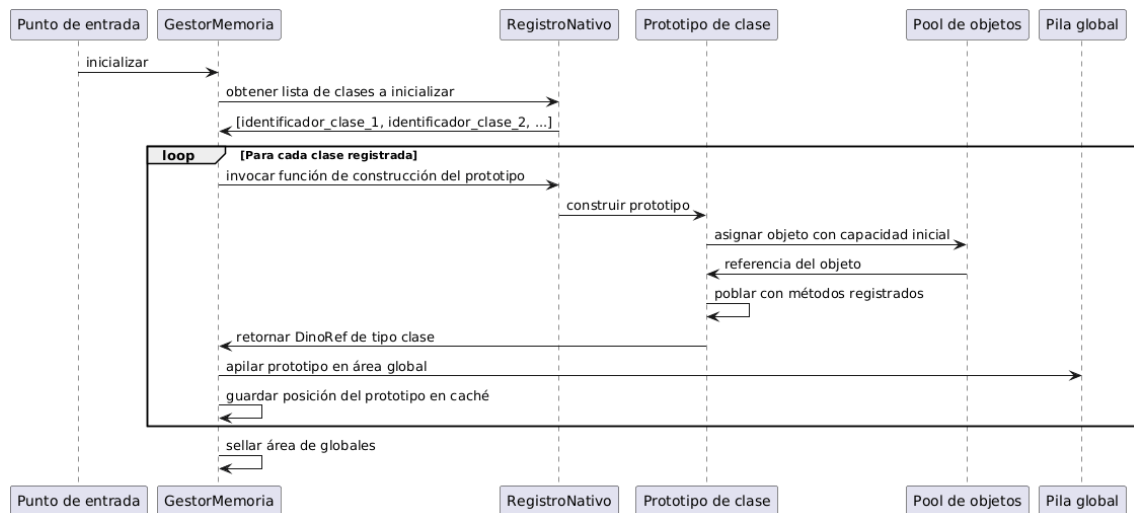 Punto de entrada GestorMemoria RegistroNativo Prototipo de clase Pool de objetos Pila global
inicializar
obtener lista de clases a inicializar
[identificador_clase_1, identificador_clase_2, ...]
loop [Para cada clase registrada]
invocar función de construcción del prototipo
construir prototipo
asignar objeto con capacidad inicial
referencia del objeto
poblar con métodos registrados
retornar DinoRef de tipo clase
apilar prototipo en área global
guardar posición del prototipo en caché
sellar área de globales
Punto de entrada GestorMemoria RegistroNativo Prototipo de clase Pool de objetos Pila global